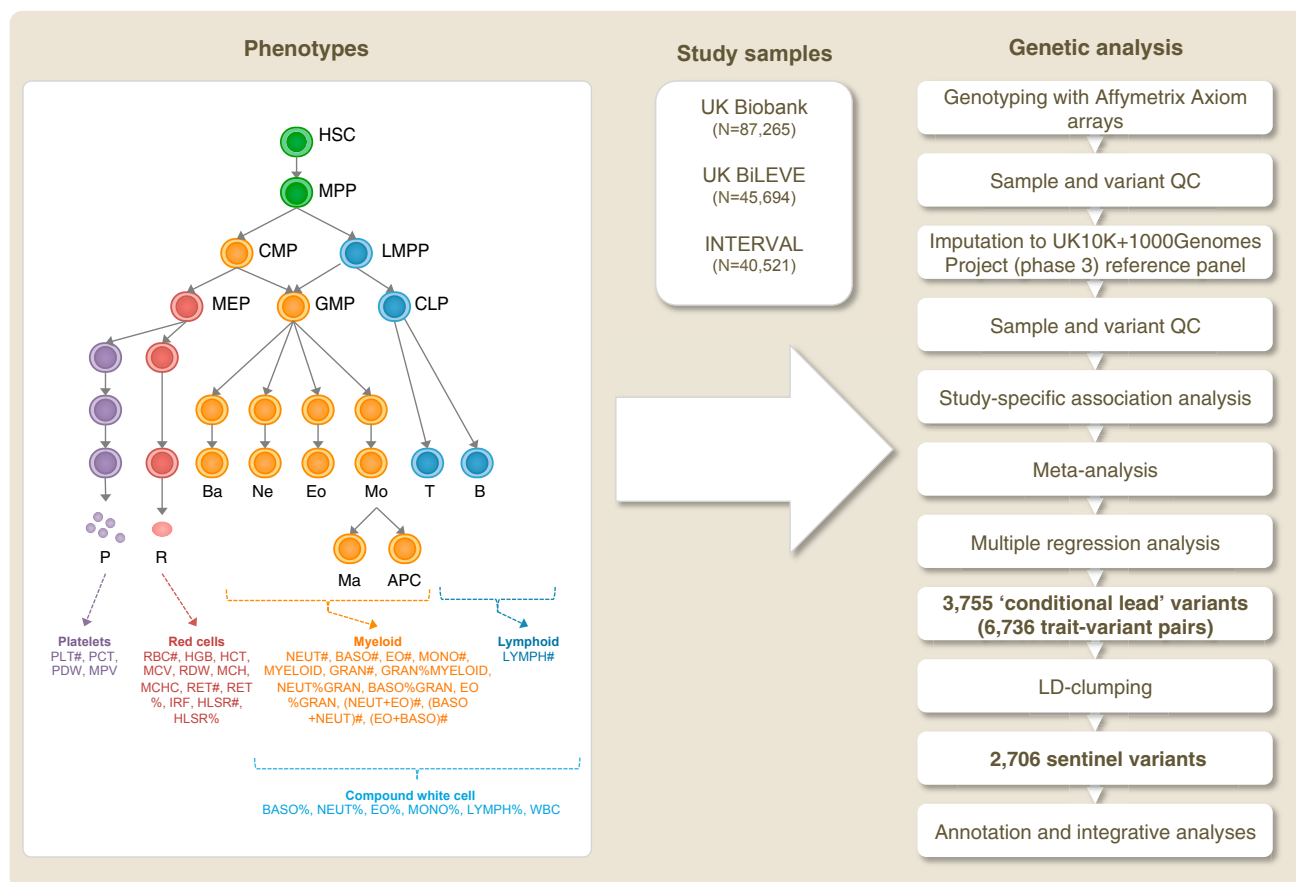 Phenotypes
HSC
MPP
CMP
LMPP
MEP
GMP
CLP
Ba
Ne
Eo
Mo
T
B
P
R
Ma
APC
Platelets
PLT#, PCT,
PDW, MPV
Red cells
RBC#, HGB, HCT,
MCV, RDW, MCH,
MCHC, RET#, RET
%, IRF, HLSR#,
HLSR%
Myeloid
NEUT#, BASO#, EO#, MONO#,
MYELOID, GRAN#, GRAN%MYELOID,
NEUT%GRAN, BASO%GRAN, EO
%GRAN, (NEUT+EO)#, (BASO
+NEUT)#, (EO+BASO)#
Lymphoid
LYMPH#
Compound white cell
BASO%, NEUT%, EO%, MONO%, LYMPH%, WBC
Study samples
UK Biobank
(N=87,265)
UK BiLEVE
(N=45,694)
INTERVAL
(N=40,521)
Genetic analysis
Genotyping with Affymetrix Axiom
arrays
Sample and variant QC
Imputation to UK10K+1000Genomes
Project (phase 3) reference panel
Sample and variant QC
Study-specific association analysis
Meta-analysis
Multiple regression analysis
3,755 ‘conditional lead’ variants
(6,736 trait-variant pairs)
LD-clumping
2,706 sentinel variants
Annotation and integrative analyses